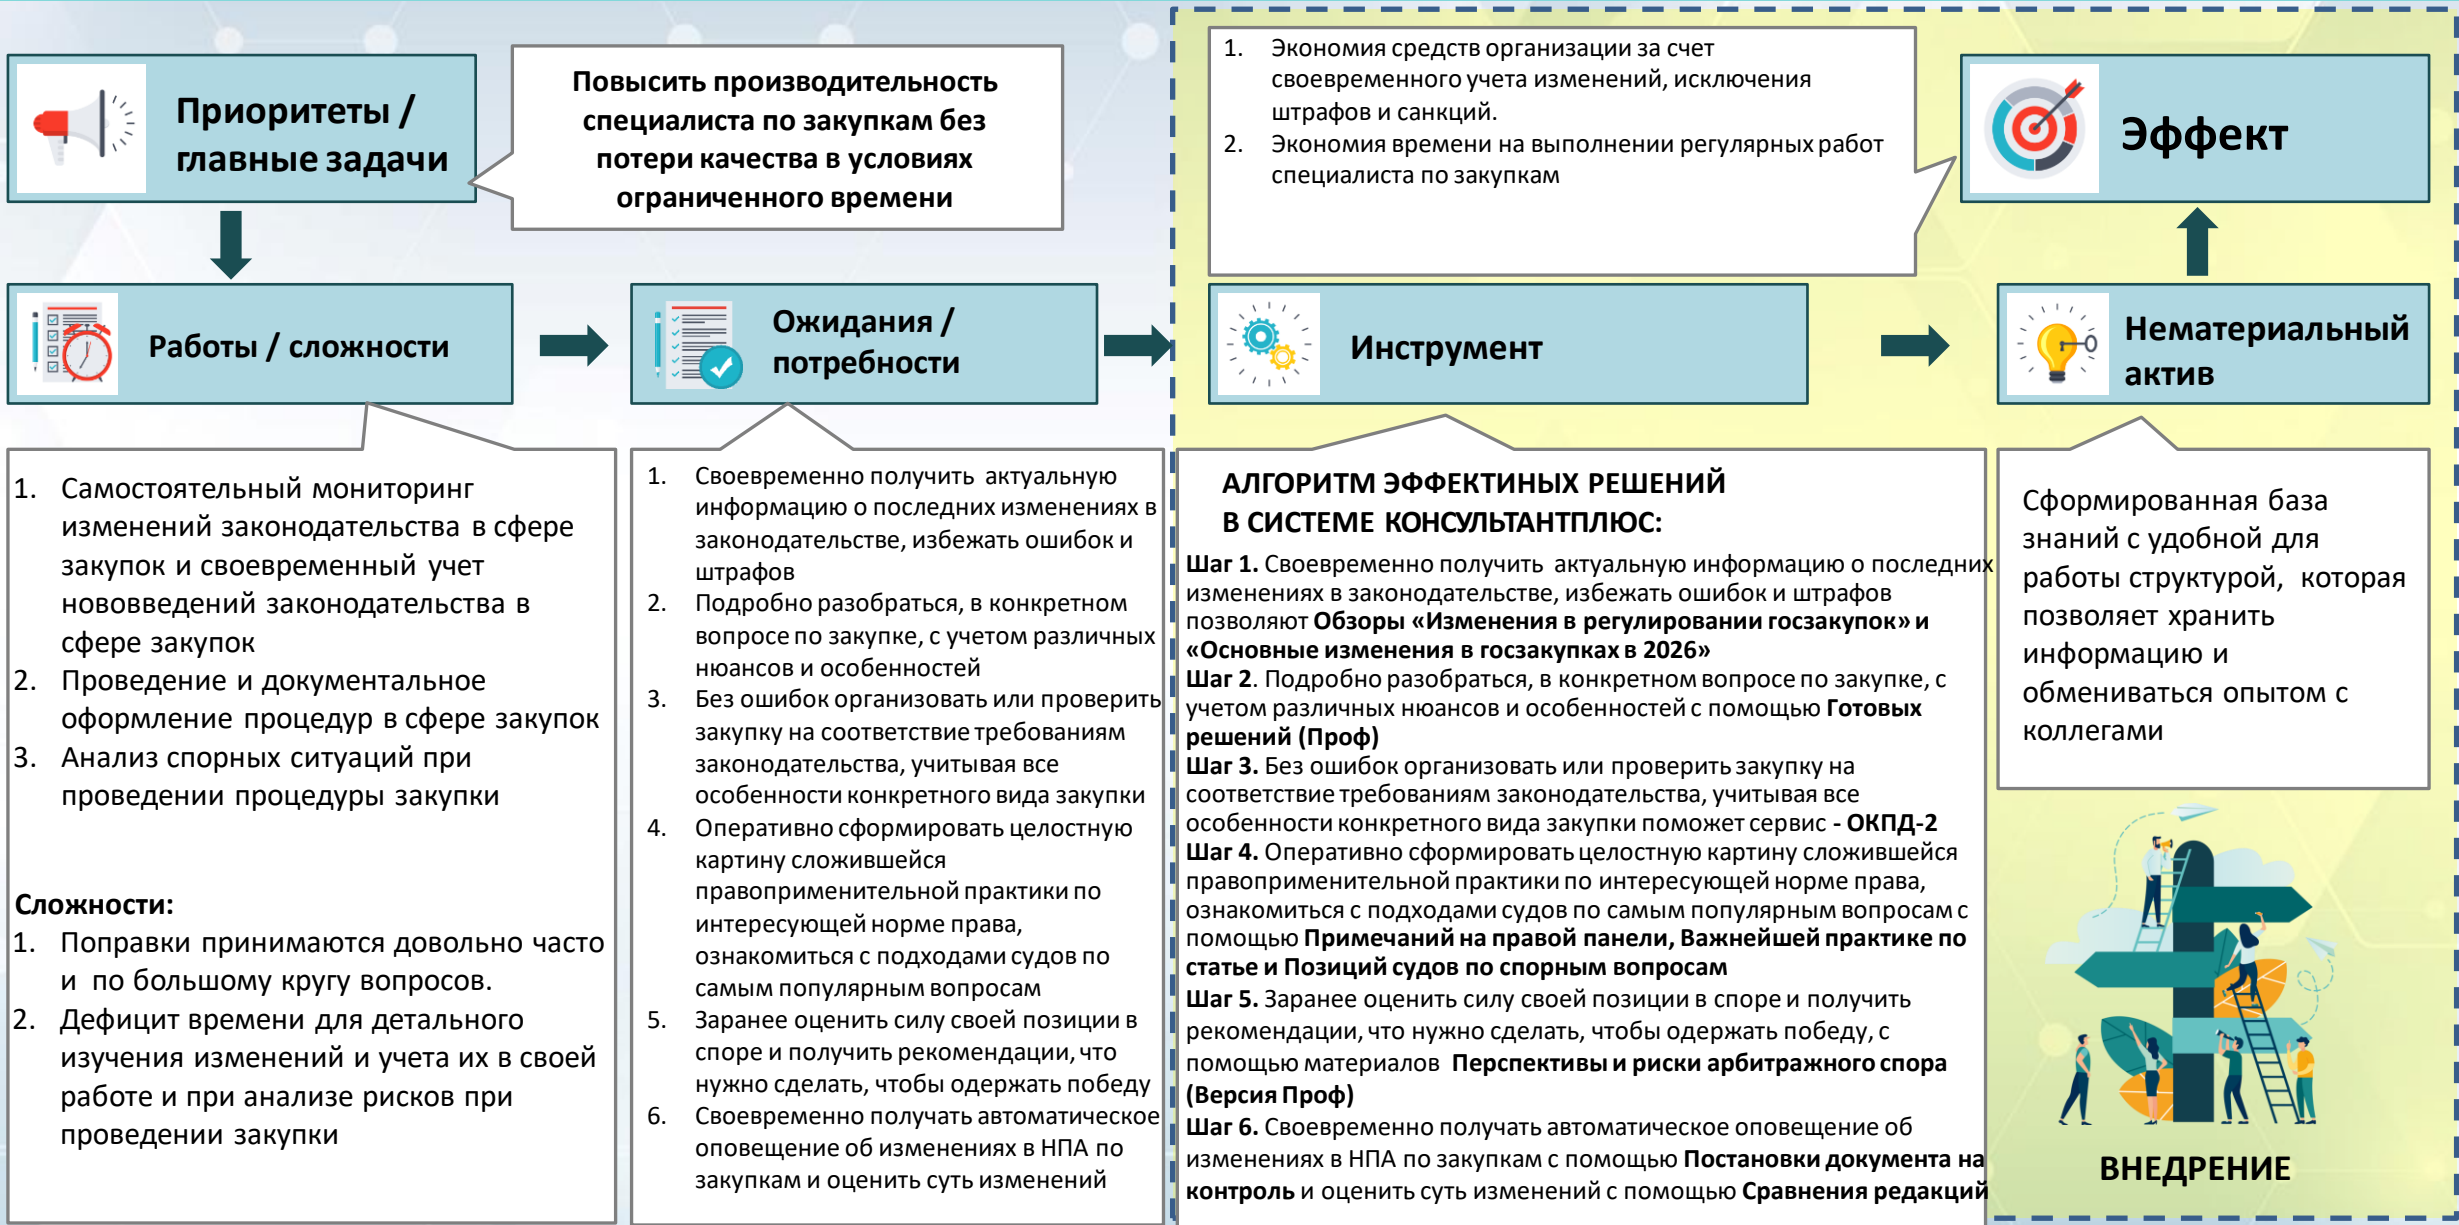 Приоритеты /
главные задачи
Повысить производительность
специалиста по закупкам без
потери качества в условиях
ограниченного времени
1. Экономия средств организации за счет
своевременного учета изменений, исключения
штрафов и санкций.
2. Экономия времени на выполнении регулярных работ
специалиста по закупкам
Эффект
Работы / сложности
Ожидания /
потребности
Инструмент
Нематериальный
актив
1. Самостоятельный мониторинг
изменений законодательства в сфере
закупок и своевременный учет
нововведений законодательства в
сфере закупок
2. Проведение и документальное
оформление процедур в сфере закупок
3. Анализ спорных ситуаций при
проведении процедуры закупки
Сложности:
1. Поправки принимаются довольно часто
и по большому кругу вопросов.
2. Дефицит времени для детального
изучения изменений и учета их в своей
работе и при анализе рисков при
проведении закупки
1. Своевременно получить актуальную
информацию о последних изменениях в
законодательстве, избежать ошибок и
штрафов
2. Подробно разобраться, в конкретном
вопросе по закупке, с учетом различных
нюансов и особенностей
3. Без ошибок организовать или проверить
закупку на соответствие требованиям
законодательства, учитывая все
особенности конкретного вида закупки
4. Оперативно сформировать целостную
картину сложившейся
правоприменительной практики по
интересующей норме права,
ознакомиться с подходами судов по
самым популярным вопросам
5. Заранее оценить силу своей позиции в
споре и получить рекомендации, что
нужно сделать, чтобы одержать победу
6. Своевременно получать автоматическое
оповещение об изменениях в НПА по
закупкам и оценить суть изменений
АЛГОРИТМ ЭФФЕКТИНЫХ РЕШЕНИЙ
В СИСТЕМЕ КОНСУЛЬТАНТПЛЮС:
Шаг 1. Своевременно получить актуальную информацию о последних
изменениях в законодательстве, избежать ошибок и штрафов
позволяют Обзоры «Изменения в регулировании госзакупок» и
«Основные изменения в госзакупках в 2026»
Шаг 2. Подробно разобраться, в конкретном вопросе по закупке, с
учетом различных нюансов и особенностей с помощью Готовых
решений (Проф)
Шаг 3. Без ошибок организовать или проверить закупку на
соответствие требованиям законодательства, учитывая все
особенности конкретного вида закупки поможет сервис - ОКПД-2
Шаг 4. Оперативно сформировать целостную картину сложившейся
правоприменительной практики по интересующей норме права,
ознакомиться с подходами судов по самым популярным вопросам с
помощью Примечаний на правой панели, Важнейшей практике по
статье и Позиций судов по спорным вопросам
Шаг 5. Заранее оценить силу своей позиции в споре и получить
рекомендации, что нужно сделать, чтобы одержать победу, с
помощью материалов Перспективы и риски арбитражного спора
(Версия Проф)
Шаг 6. Своевременно получать автоматическое оповещение об
изменениях в НПА по закупкам с помощью Постановки документа на
контроль и оценить суть изменений с помощью Сравнения редакций
Сформированная база
знаний с удобной для
работы структурой, которая
позволяет хранить
информацию и
обмениваться опытом с
коллегами
ВНЕДРЕНИЕ